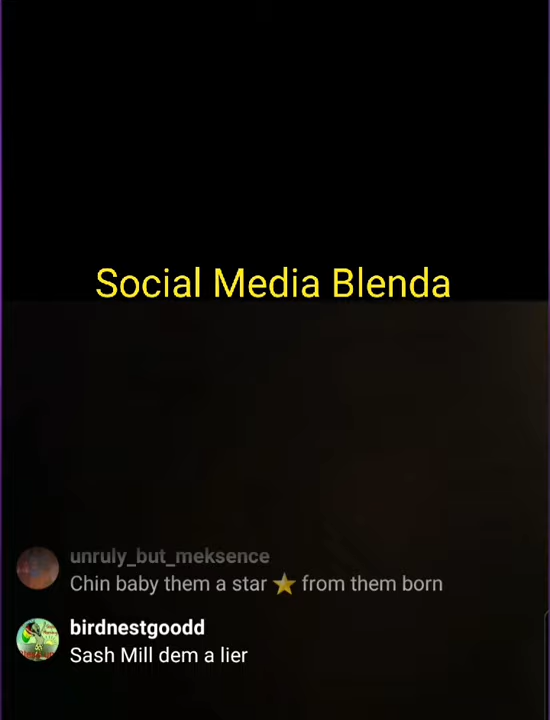 Social Media Blenda
unruly_but_meksence
Chin baby them a star ⭐ from them born
birdnestgoodd
Sash Mill dem a lier